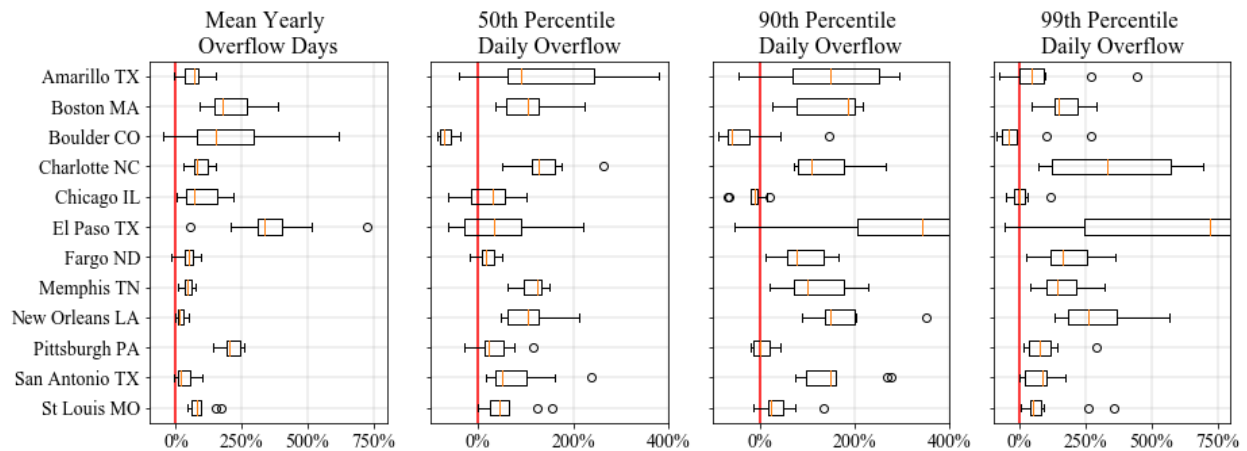 Mean Yearly
Overflow Days
50th Percentile
Daily Overflow
90th Percentile
Daily Overflow
99th Percentile
Daily Overflow
Amarillo TX
Boston MA
Boulder CO
Charlotte NC
Chicago IL
El Paso TX
Fargo ND
Memphis TN
New Orleans LA
Pittsburgh PA
San Antonio TX
St Louis MO
0% 250% 500% 750%
0% 200% 400%
0% 200% 400%
0% 250% 500% 750%